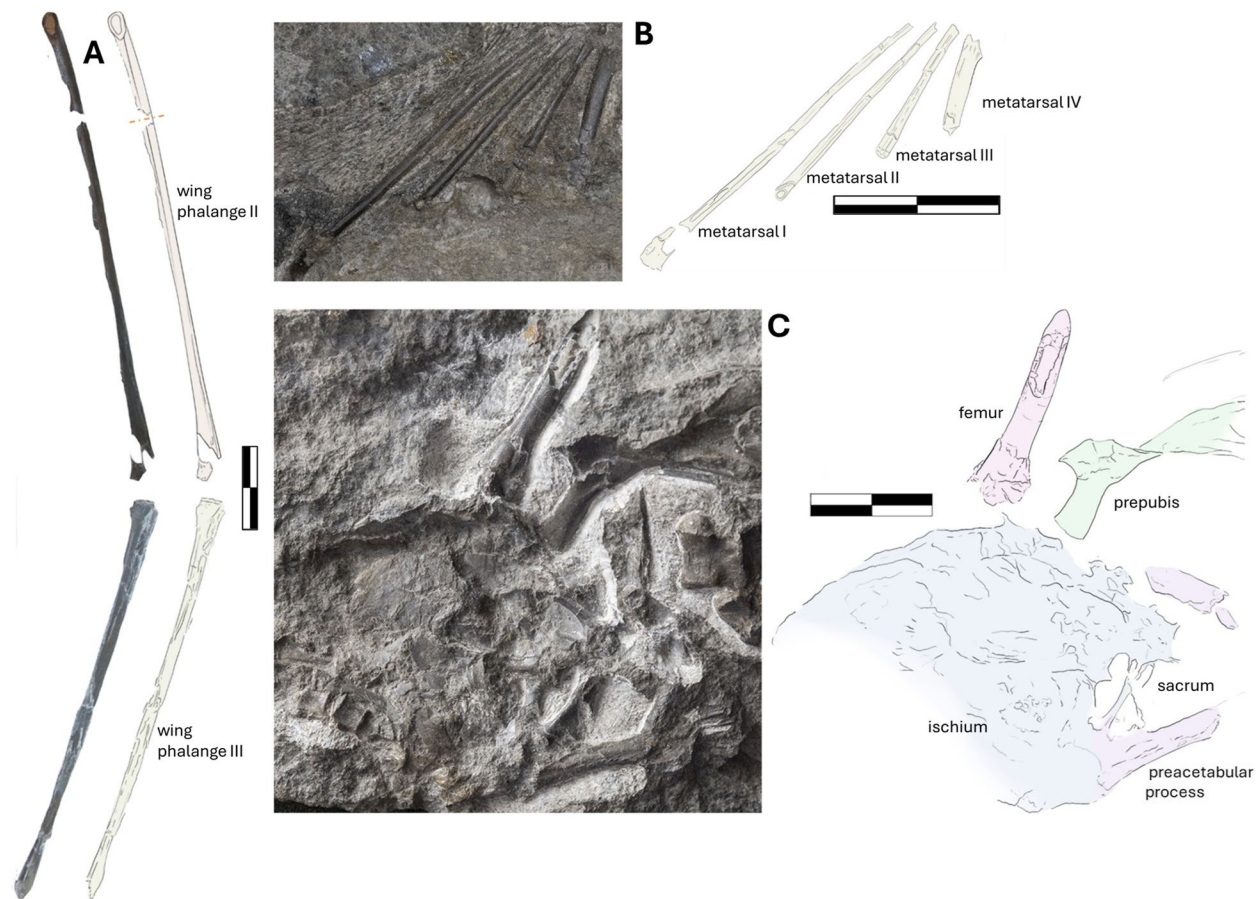 A
wing
phalange II
wing
phalange III
B
metatarsal IV
metatarsal III
metatarsal II
metatarsal I
C
femur
prepubis
sacrum
ischium
preacetabular
process